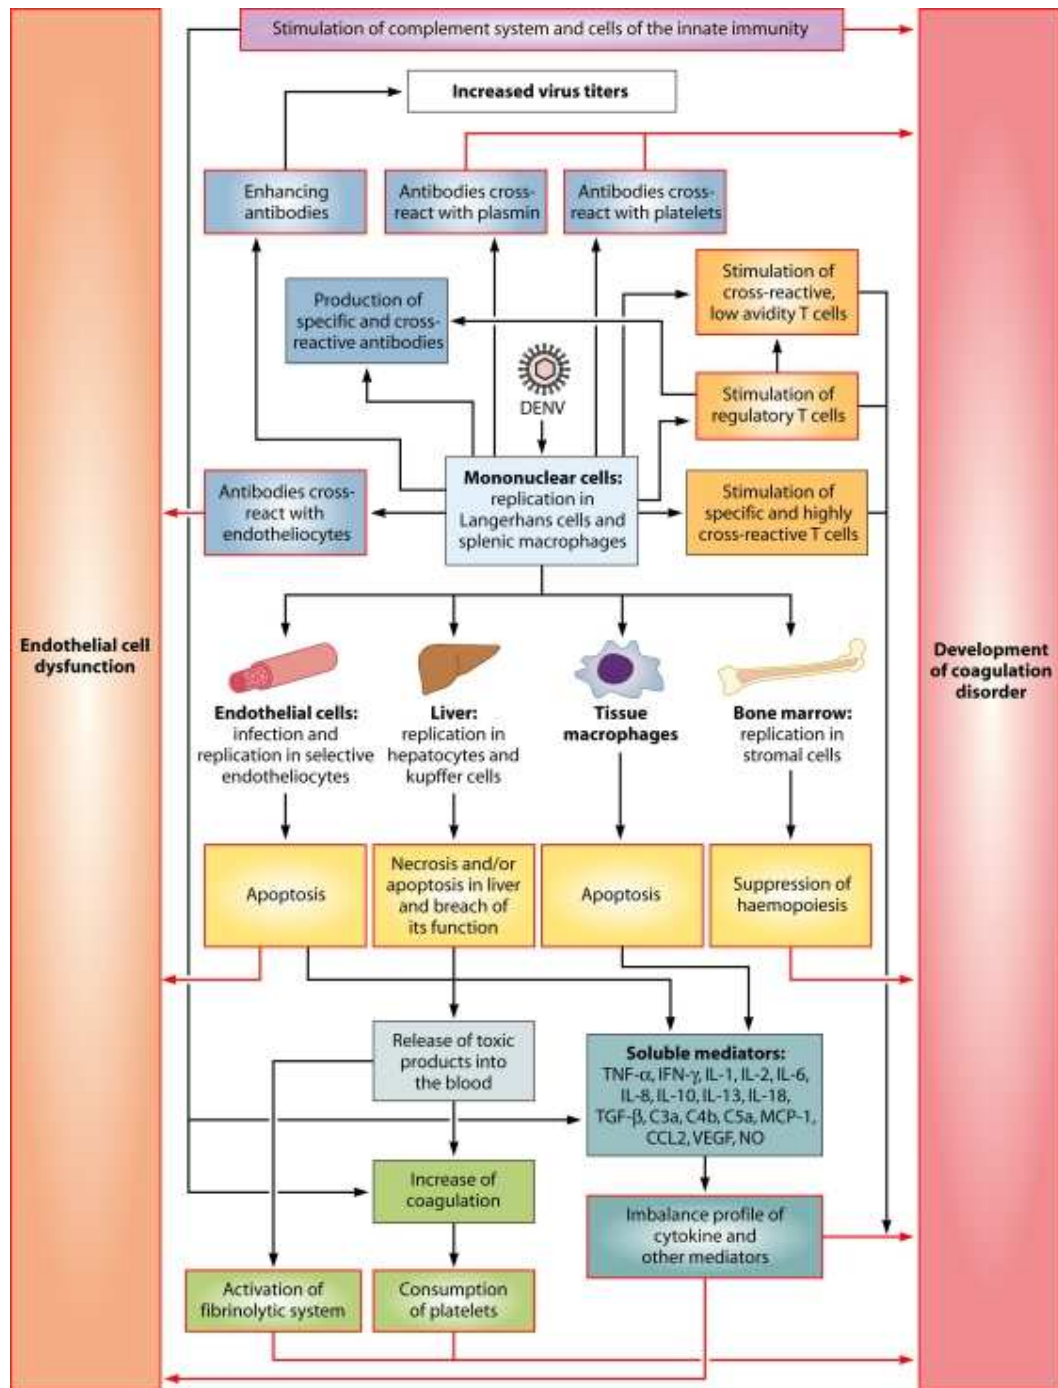 Stimulation of complement system and cells of the innate immunity
Increased virus titers
Enhancing
antibodies
Antibodies cross-
react with plasmin
Antibodies cross-
react with platelets
Stimulation of
cross-reactive,
low avidity T cells
Production of
specific and cross-
reactive antibodies
DENV
Stimulation of
regulatory T cells
Mononuclear cells:
replication in
Langerhans cells and
splenic macrophages
Antibodies cross-
react with
endotheliocytes
Stimulation of
specific and highly
cross-reactive T cells
Endothelial cell
dysfunction
Development
of coagulation
disorder
Endothelial cells:
infection and
replication in selective
endotheliocytes
Liver:
replication in
hepatocytes and
kupffer cells
Tissue
macrophages
Bone marrow:
replication in
stromal cells
Apoptosis
Necrosis and/or
apoptosis in liver
and breach of
its function
Apoptosis
Suppression of
haemopoiesis
Release of toxic
products into
the blood
Soluble mediators:
TNF-α, IFN-γ, IL-1, IL-2, IL-6,
IL-8, IL-10, IL-13, IL-18,
TGF-β, C3a, C4b, C5a, MCP-1,
CCL2, VEGF, NO
Increase of
coagulation
Imbalance profile of
cytokine and
other mediators
Activation of
fibrinolytic system
Consumption
of platelets